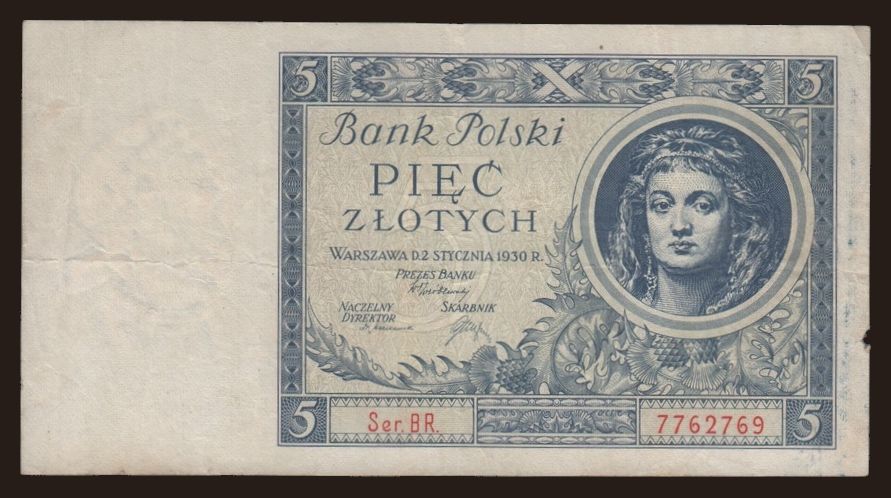 5 5
Bank Polski
PIĘĆ
ZŁOTYCH
WARSZAWA D. 2 STYCZNIA 1930 R.
PREZES BANKU
NACZELNY DYREKTOR
SKARBNIK
5 Ser. BR. 7762769 5